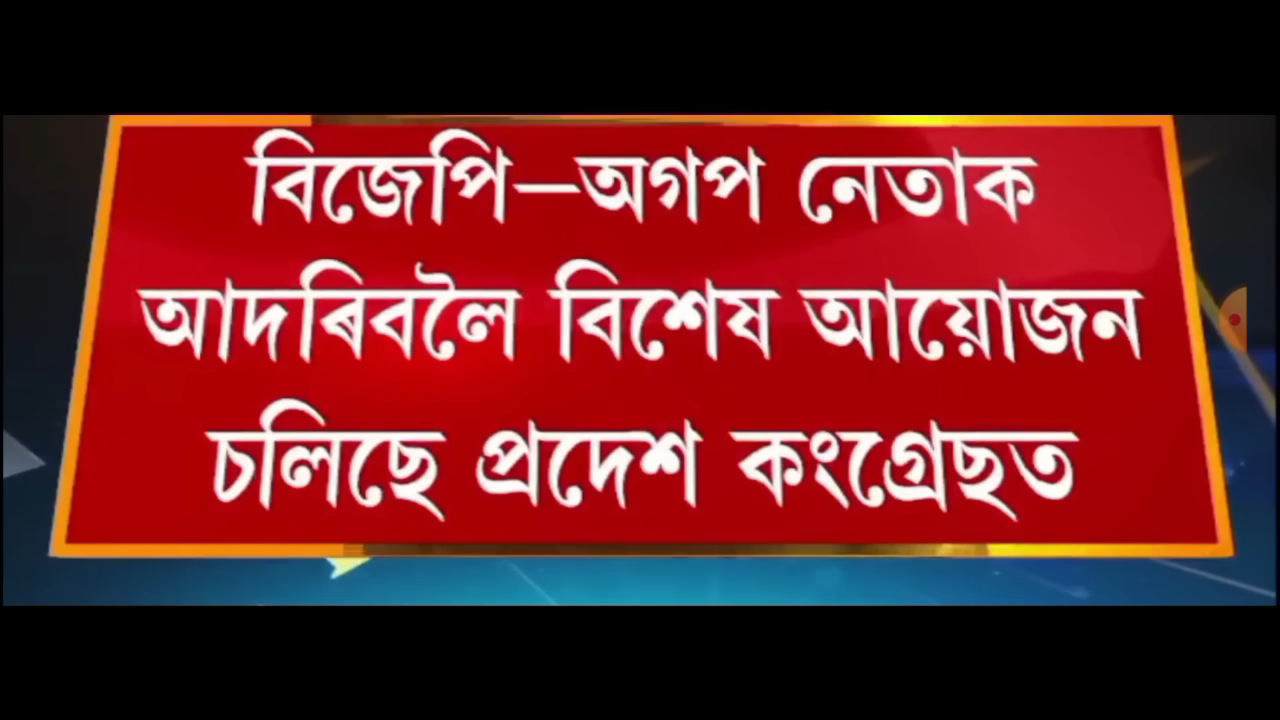 বিজেপি–অগপ নেতাক
আদৰিবলৈ বিশেষ আয়োজন
চলিছে প্ৰদেশ কংগ্ৰেছত